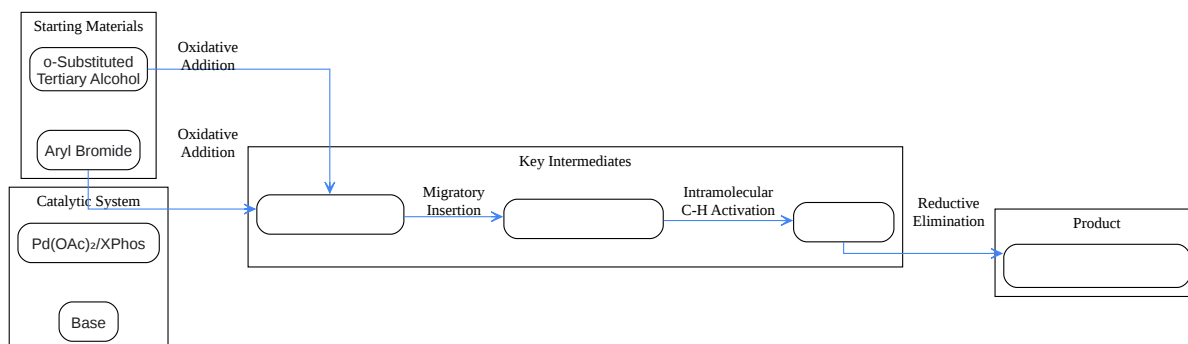 Starting Materials
o-Substituted
Tertiary Alcohol
Oxidative
Addition
Aryl Bromide
Oxidative
Addition
Catalytic System
Pd(OAc)₂/XPhos
Base
Key Intermediates
Migratory
Insertion
Intramolecular
C-H Activation
Reductive
Elimination
Product